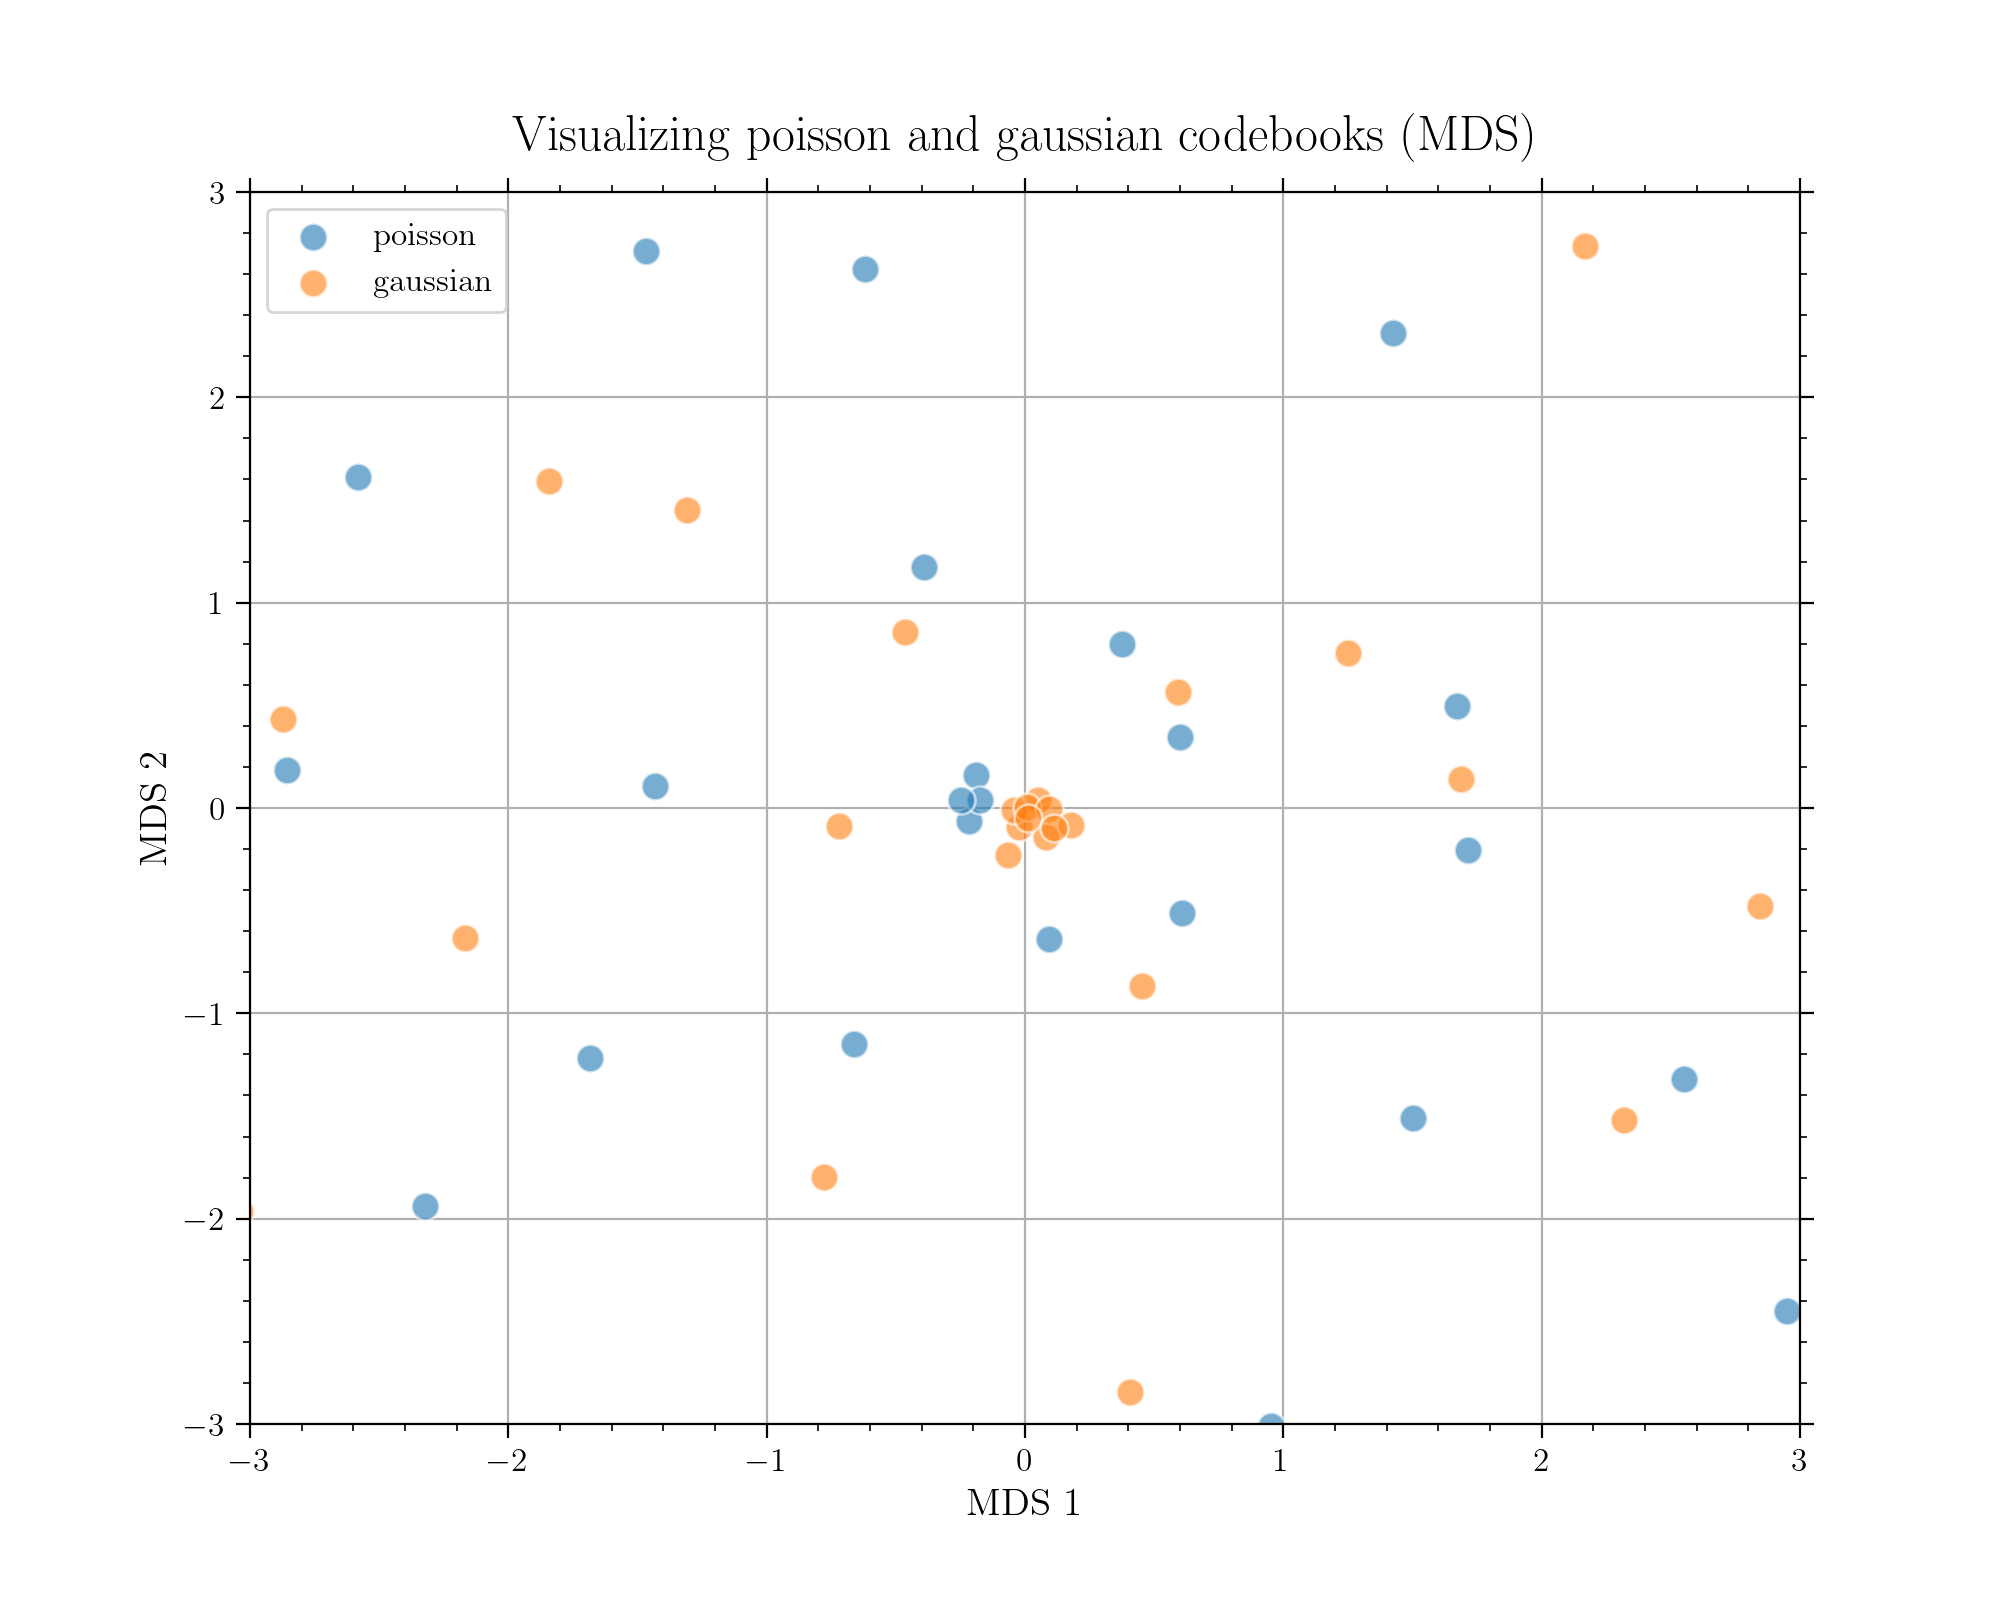 Visualizing poisson and gaussian codebooks (MDS)
poisson
gaussian
3
2
1
0
−1
−2
−3
MDS 2
−3 −2 −1 0 1 2 3
MDS 1